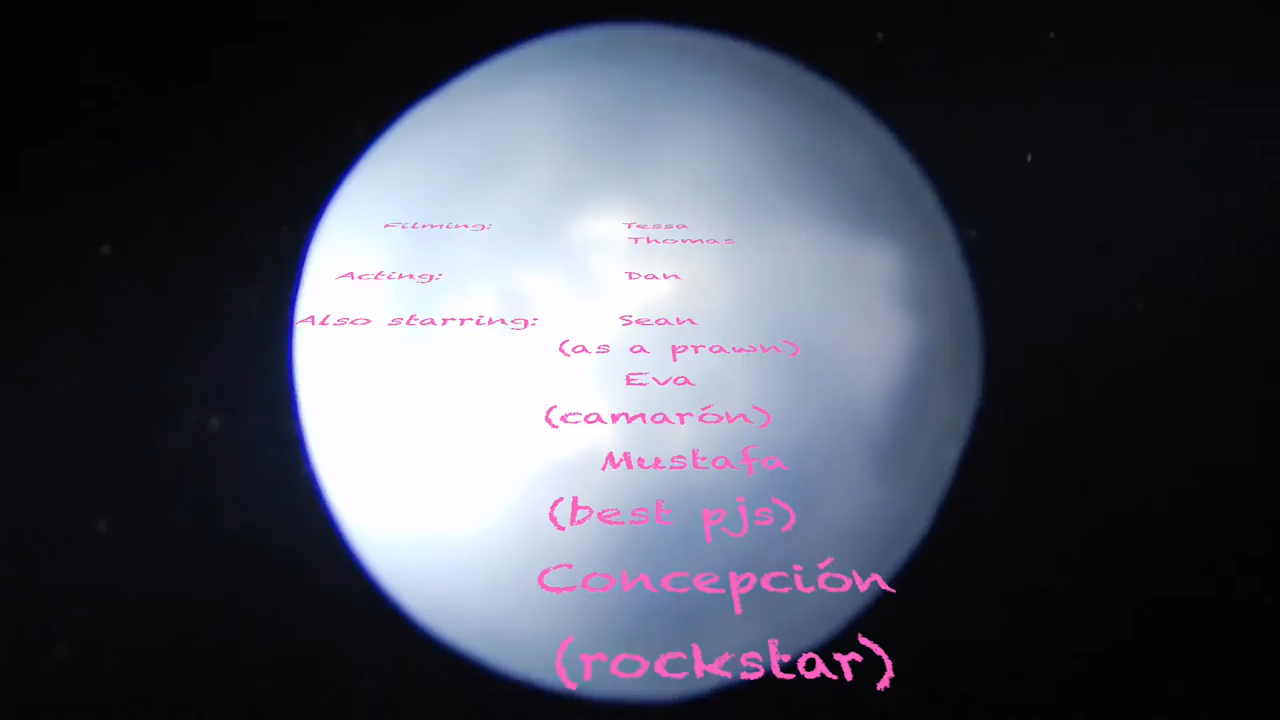 Filming: Tessa
Thomas
Acting: Dan
Also starring: Sean
(as a prawn)
Eva
(camarón)
Mustafa
(best pjs)
Concepción
(rockstar)